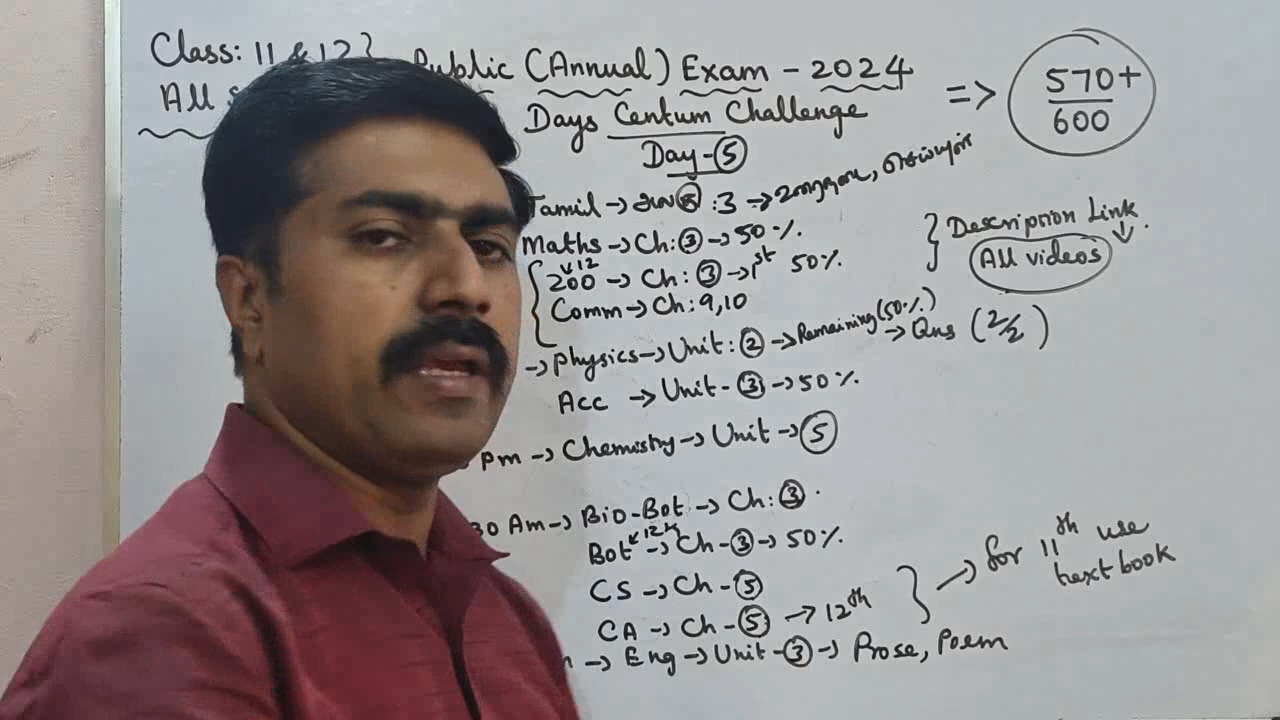 Class: 11 & 12 }
Public (Annual) Exam - 2024
All
Days Centum Challenge
Day - 5
=> 570+/600
Tamil → இயல் : 3 → உரைநடை, செய்யுள்
Maths → Ch: 3 → 50 %.
200 ↙12 → Ch: 3 → 1st 50%
Comm → Ch: 9,10
} Description Link ↓.
All videos
→ Physics → Unit: 2 → Remaining (50%) → Qns (2/2)
Acc → Unit - 3 → 50 %.
Pm → Chemistry → Unit → 5
30 Am → Bio-Bot → Ch: 3.
Bot ↙12th → Ch - 3 → 50%.
CS → Ch - 5
CA → Ch - 5 → 12th
} → for 11th use
text book
→ Eng → Unit - 3 → Prose, Poem